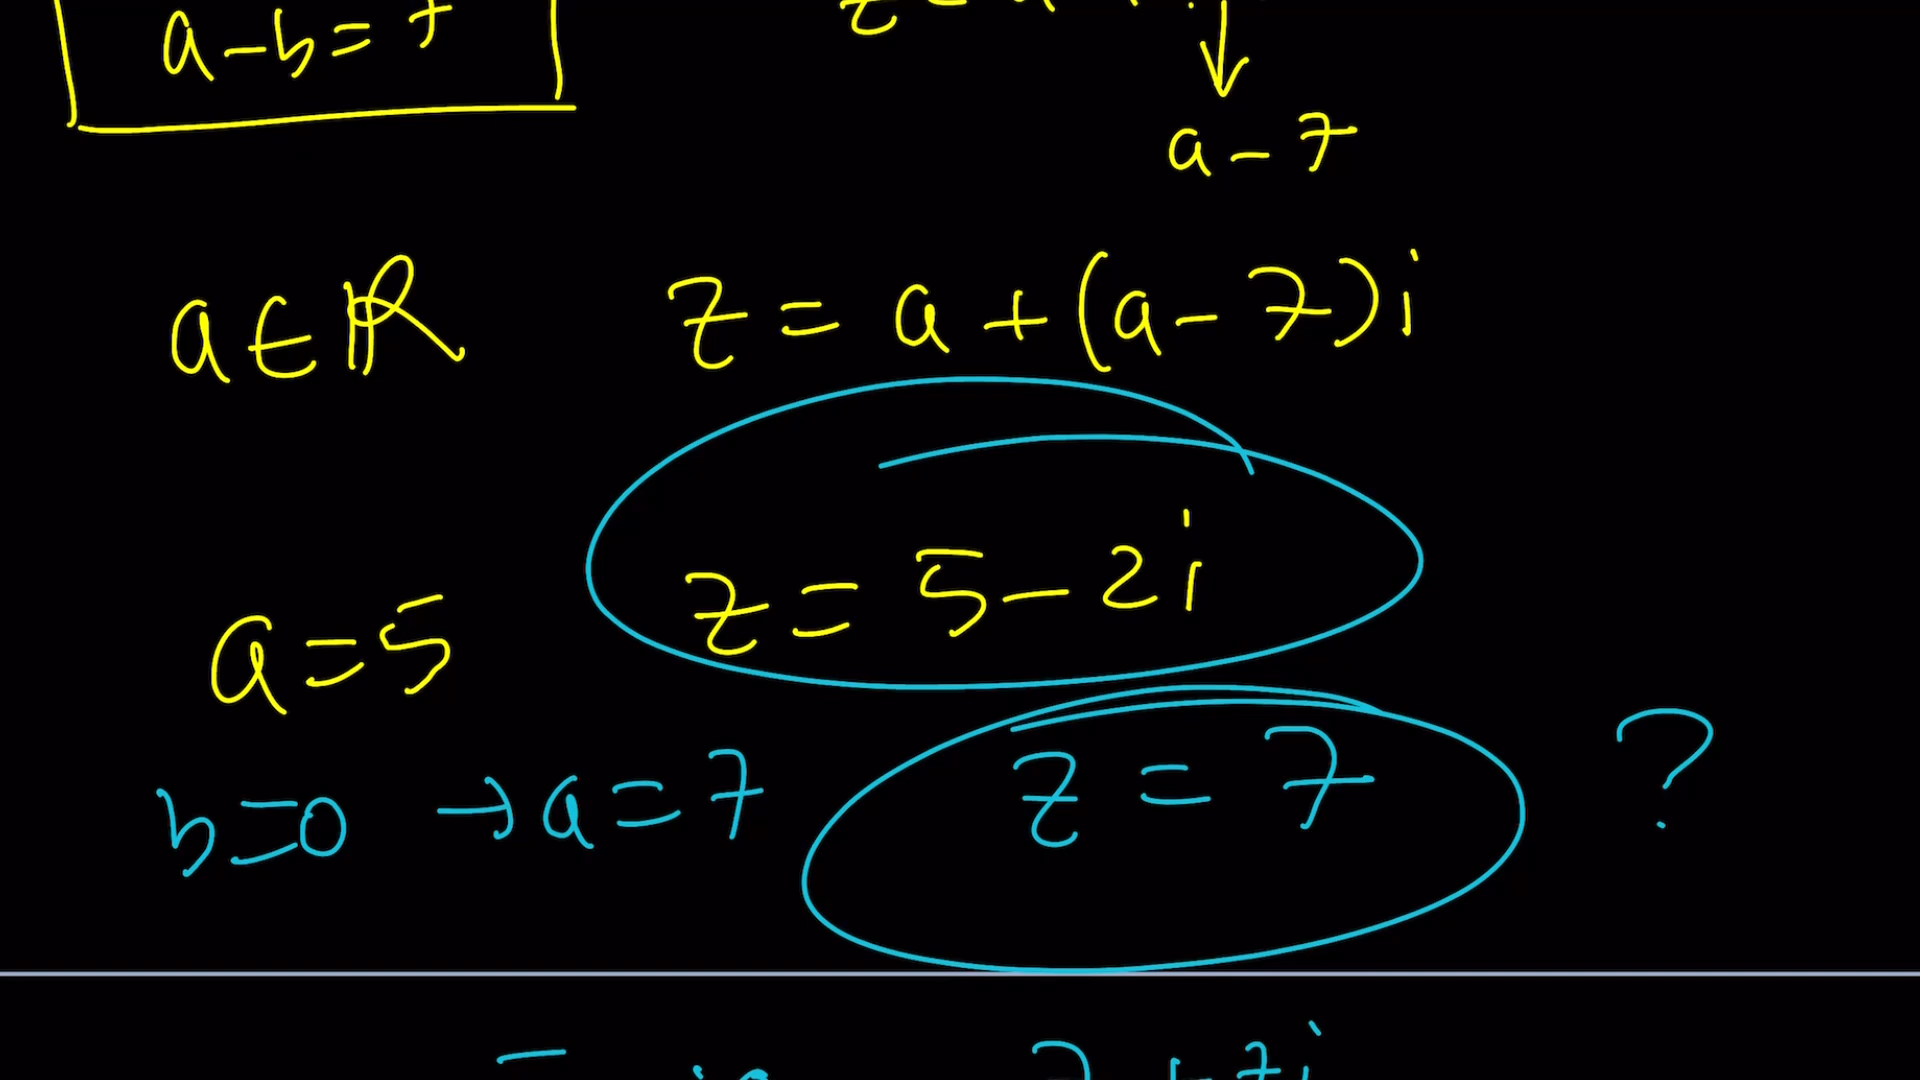 a-b=7
a-7
a∈ℝ z=a+(a-7)i
a=5 z=5-2i
b=0 →a=7 z=7 ?